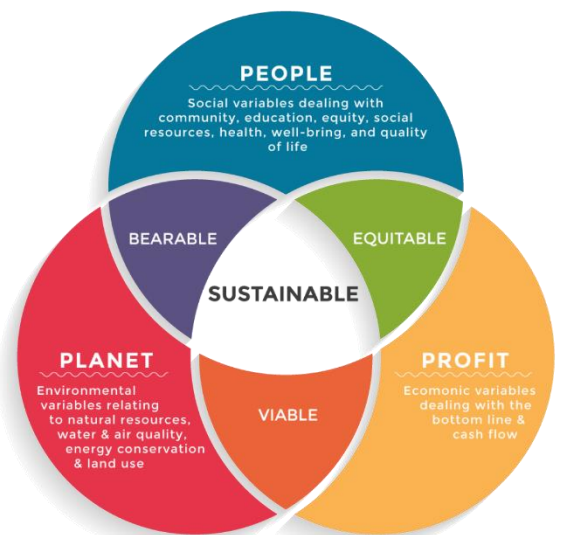 PEOPLE
Social variables dealing with
community, education, equity, social
resources, health, well-bring, and quality
of life
BEARABLE
EQUITABLE
SUSTAINABLE
PLANET
Environmental
variables relating
to natural resources,
water & air quality,
energy conservation
& land use
PROFIT
Ecomonic variables
dealing with the
bottom line &
cash flow
VIABLE